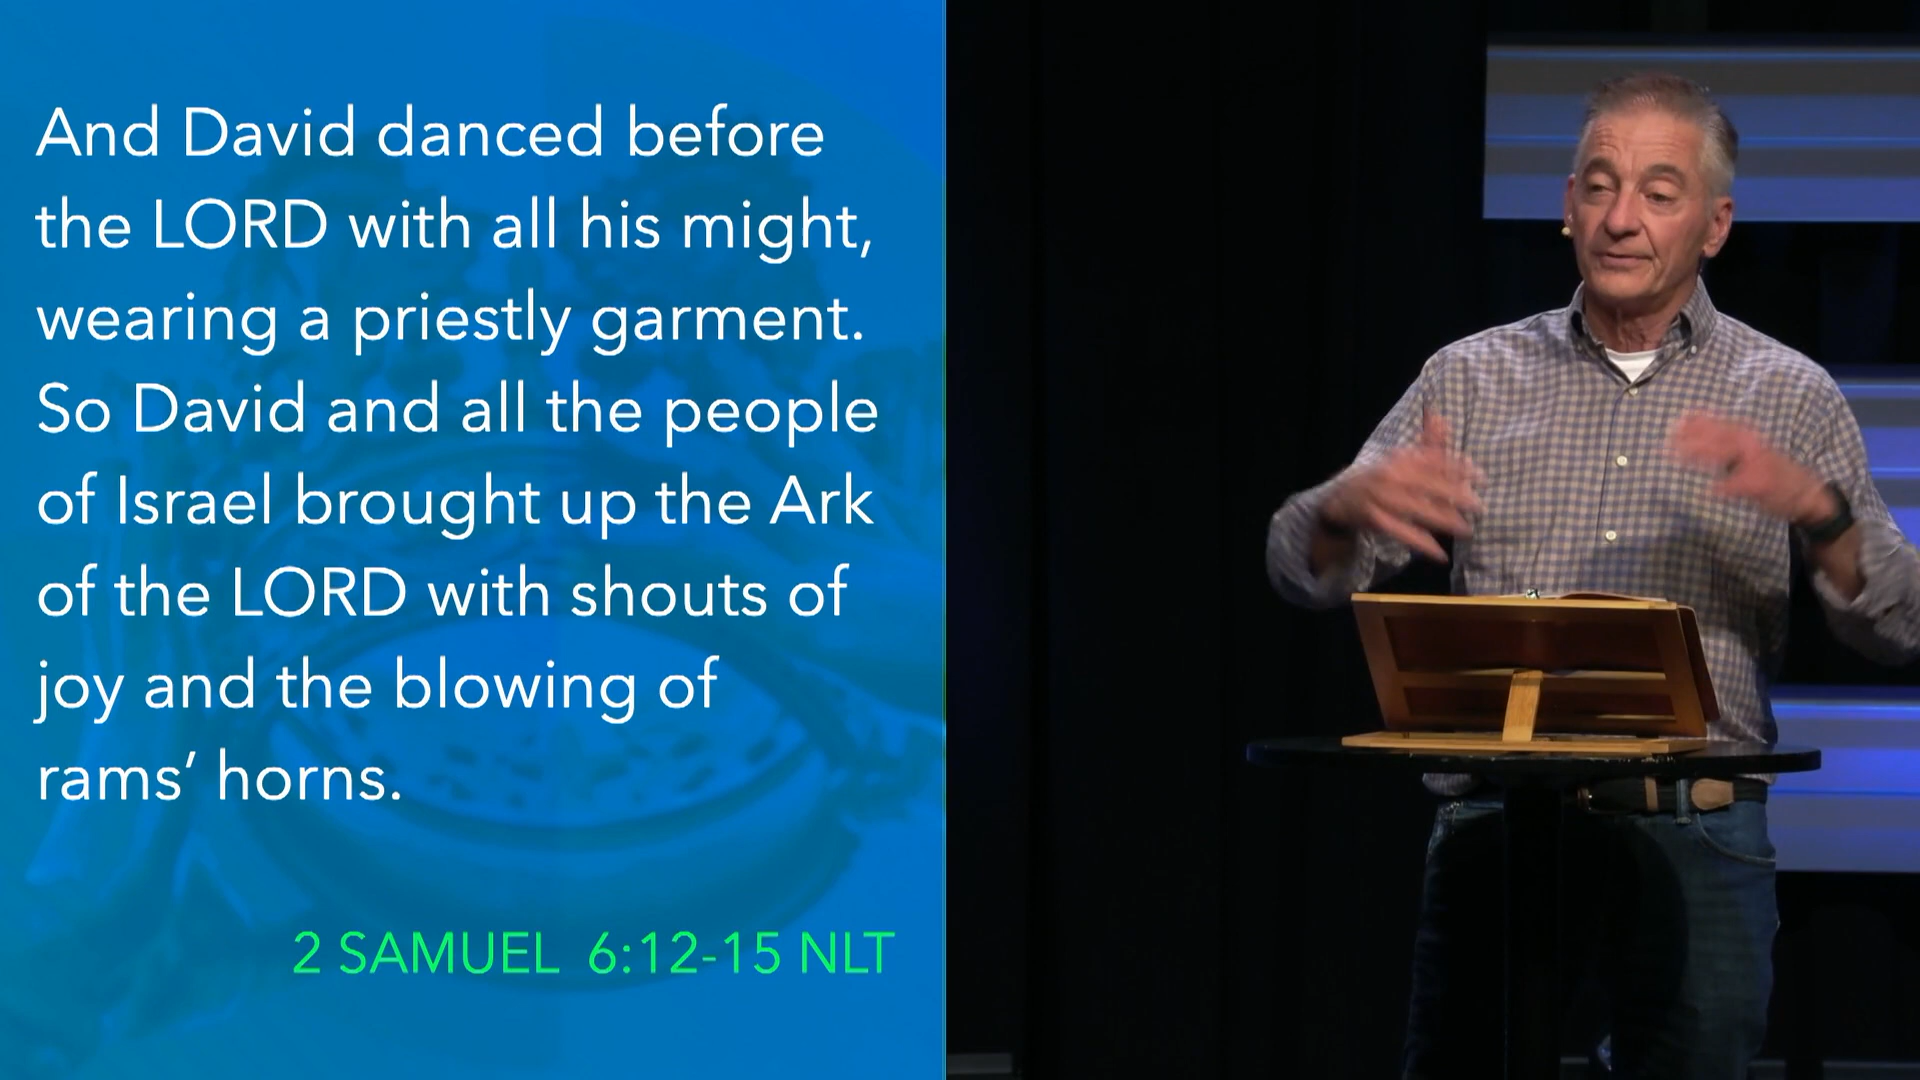 And David danced before
the LORD with all his might,
wearing a priestly garment.
So David and all the people
of Israel brought up the Ark
of the LORD with shouts of
joy and the blowing of
rams’ horns.
2 SAMUEL 6:12-15 NLT